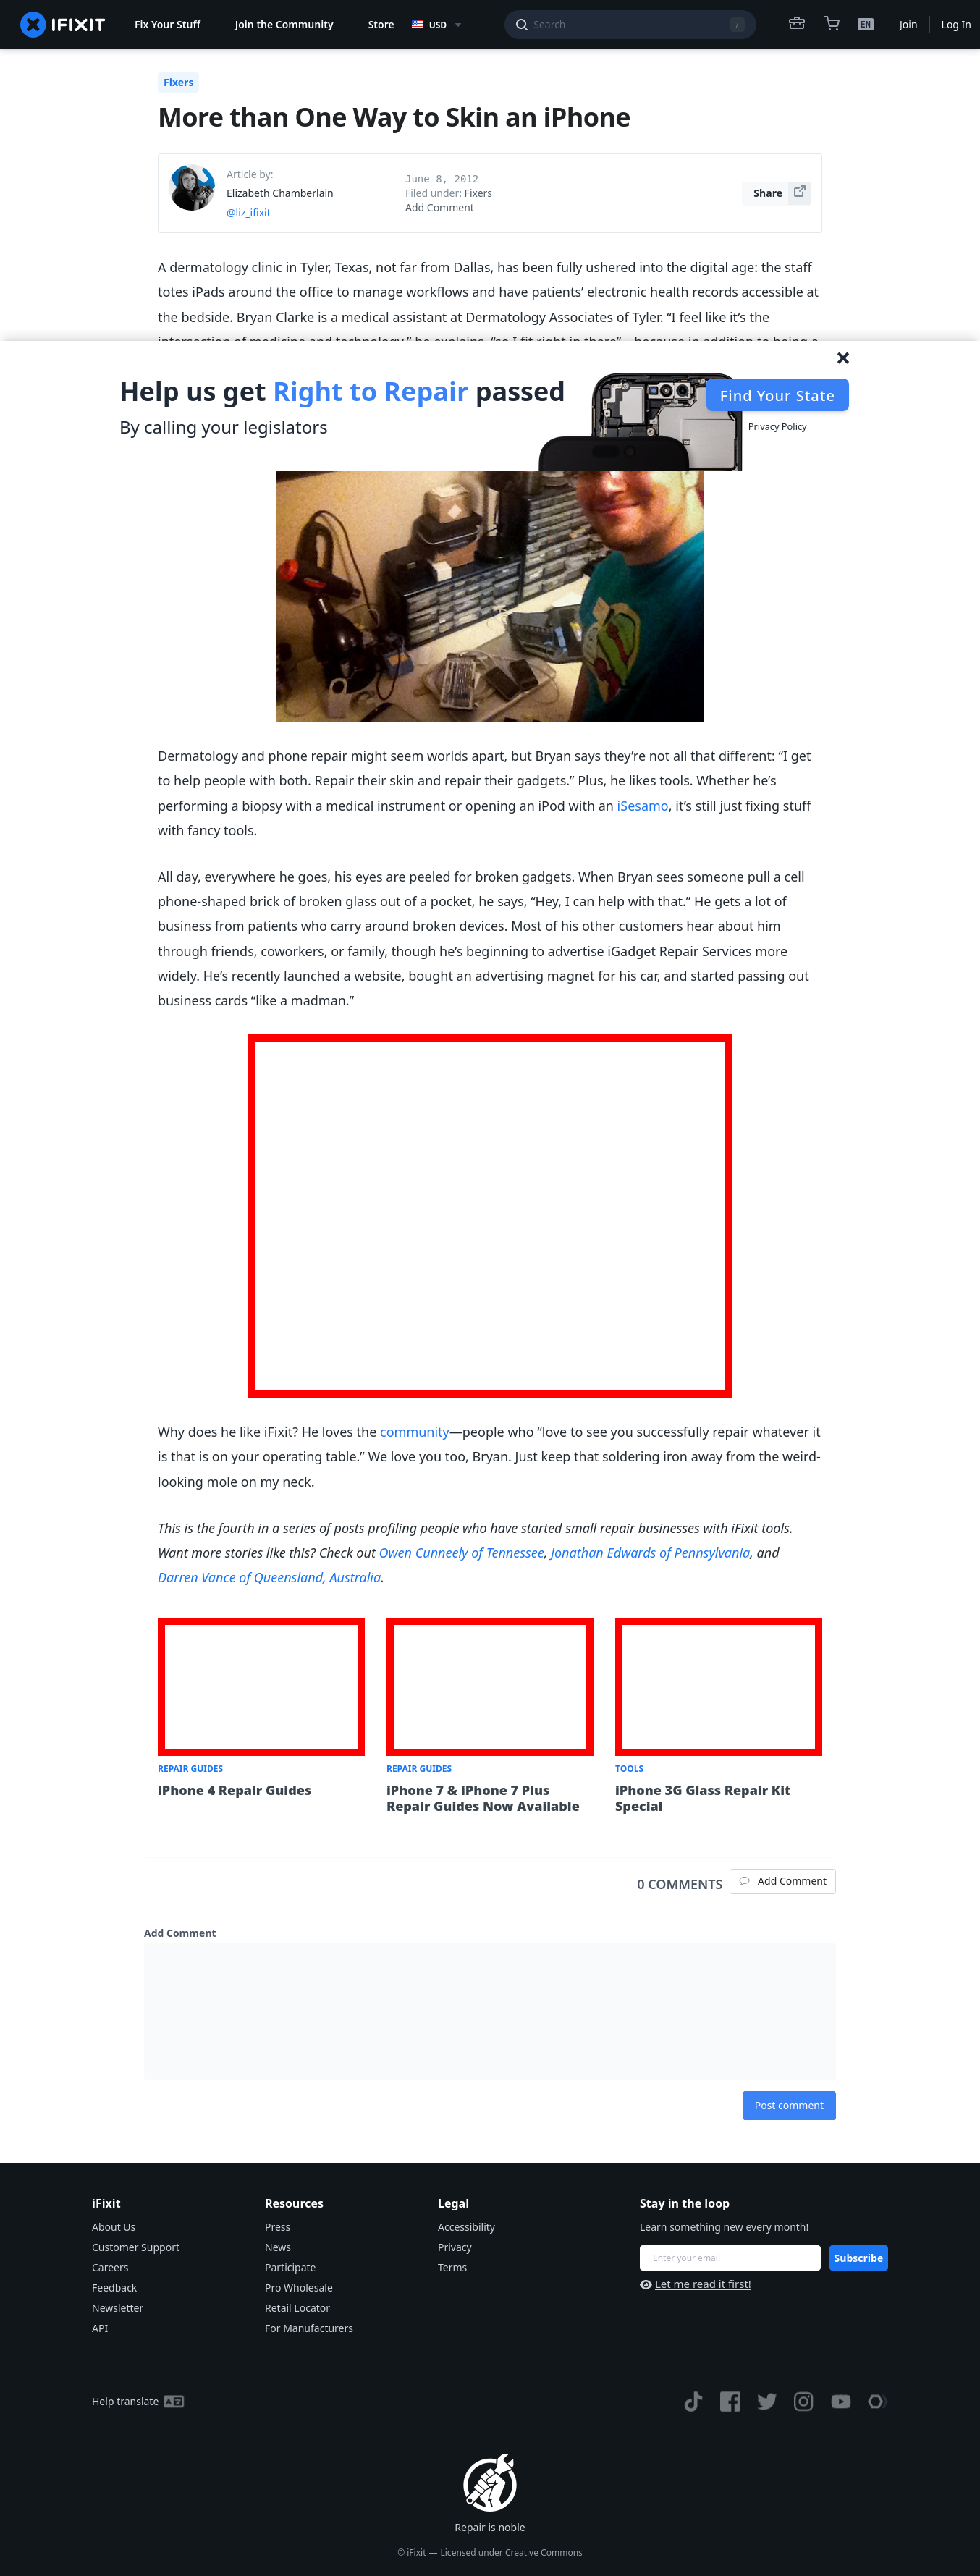 IFIXIT
Fix Your Stuff
Join the Community
Store
USD
Search
/
EN
Join
Log In
Fixers
More than One Way to Skin an iPhone
Article by:
Elizabeth Chamberlain
@liz_ifixit
June 8, 2012
Filed under: Fixers
Add Comment
Share
A dermatology clinic in Tyler, Texas, not far from Dallas, has been fully ushered into the digital age: the staff
totes iPads around the office to manage workflows and have patients’ electronic health records accessible at
the bedside. Bryan Clarke is a medical assistant at Dermatology Associates of Tyler. “I feel like it’s the
intersection of medicine and technology,” he explains, “so I fit right in there”—because in addition to being a
Help us get Right to Repair passed
By calling your legislators
Find Your State
Privacy Policy
Dermatology and phone repair might seem worlds apart, but Bryan says they’re not all that different: “I get
to help people with both. Repair their skin and repair their gadgets.” Plus, he likes tools. Whether he’s
performing a biopsy with a medical instrument or opening an iPod with an iSesamo, it’s still just fixing stuff
with fancy tools.
All day, everywhere he goes, his eyes are peeled for broken gadgets. When Bryan sees someone pull a cell
phone-shaped brick of broken glass out of a pocket, he says, “Hey, I can help with that.” He gets a lot of
business from patients who carry around broken devices. Most of his other customers hear about him
through friends, coworkers, or family, though he’s beginning to advertise iGadget Repair Services more
widely. He’s recently launched a website, bought an advertising magnet for his car, and started passing out
business cards “like a madman.”
Why does he like iFixit? He loves the community—people who “love to see you successfully repair whatever it
is that is on your operating table.” We love you too, Bryan. Just keep that soldering iron away from the weird-
looking mole on my neck.
This is the fourth in a series of posts profiling people who have started small repair businesses with iFixit tools.
Want more stories like this? Check out Owen Cunneely of Tennessee, Jonathan Edwards of Pennsylvania, and
Darren Vance of Queensland, Australia.
REPAIR GUIDES
iPhone 4 Repair Guides
REPAIR GUIDES
iPhone 7 & iPhone 7 Plus
Repair Guides Now Available
TOOLS
iPhone 3G Glass Repair Kit
Special
0 COMMENTS
Add Comment
Add Comment
Post comment
iFixit
About Us
Customer Support
Careers
Feedback
Newsletter
API
Resources
Press
News
Participate
Pro Wholesale
Retail Locator
For Manufacturers
Legal
Accessibility
Privacy
Terms
Stay in the loop
Learn something new every month!
Enter your email
Subscribe
Let me read it first!
Help translate
Repair is noble
© iFixit — Licensed under Creative Commons